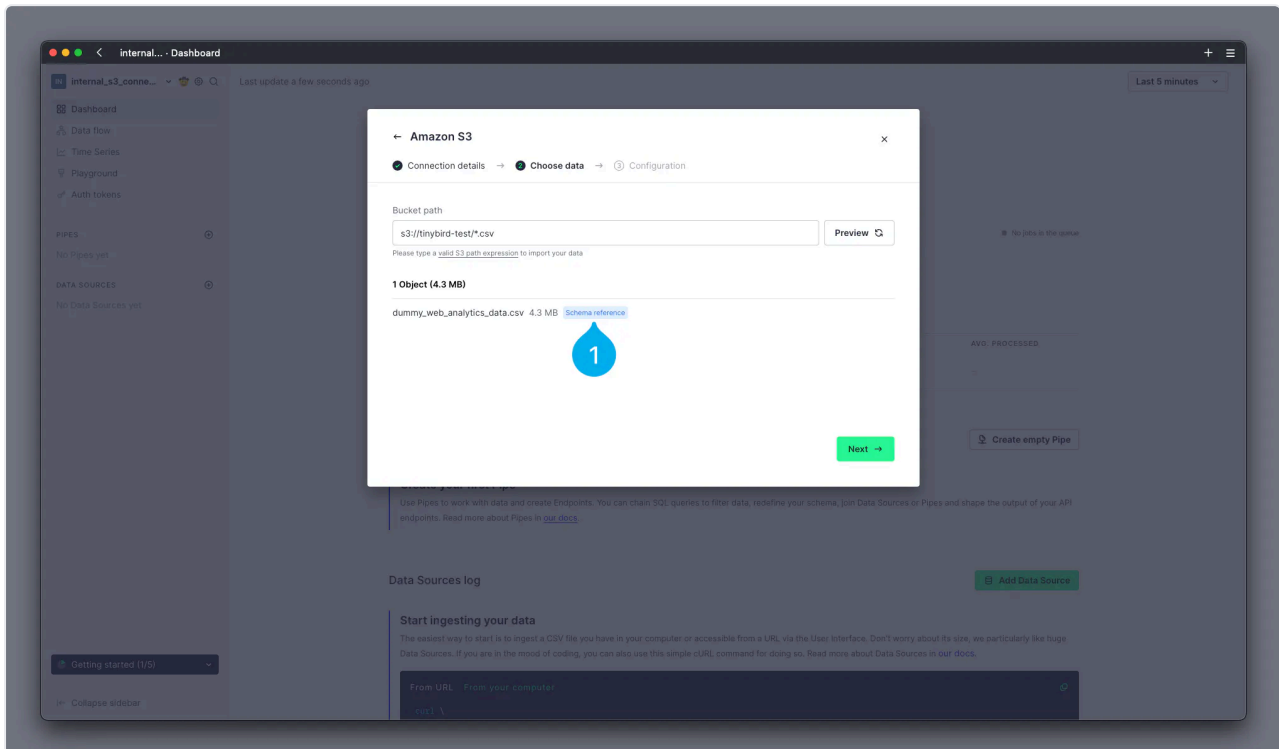 internal... · Dashboard
IN internal_s3_conne...
Last update a few seconds ago
Last 5 minutes
Dashboard
Data flow
Time Series
Playground
Auth tokens
PIPES
No Pipes yet
DATA SOURCES
No Data Sources yet
← Amazon S3
Connection details → 2 Choose data → 3 Configuration
Bucket path
s3://tinybird-test/*.csv
Preview
Please type a valid S3 path expression to import your data
1 Object (4.3 MB)
dummy_web_analytics_data.csv 4.3 MB Schema reference
1
Next →
No jobs in the queue
AVG. PROCESSED
Create empty Pipe
Create your first Pipe
Use Pipes to work with data and create Endpoints. You can chain SQL queries to filter data, redefine your schema, join Data Sources or Pipes and shape the output of your API
endpoints. Read more about Pipes in our docs.
Data Sources log
Add Data Source
Start ingesting your data
The easiest way to start is to ingest a CSV file you have in your computer or accessible from a URL via the User Interface. Don't worry about its size, we particularly like huge
Data Sources. If you are in the mood of coding, you can also use this simple cURL command for doing so. Read more about Data Sources in our docs.
From URL From your computer
curl \
Getting started (1/5)
Collapse sidebar